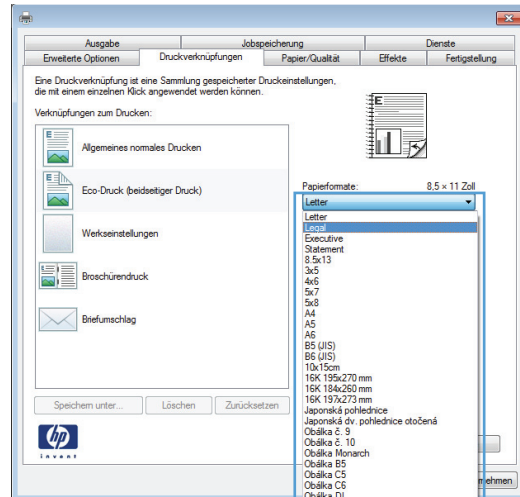 Ausgabe
Jobspeicherung
Dienste
Erweiterte Optionen
Druckverknüpfungen
Papier/Qualität
Effekte
Fertigstellung
Eine Druckverknüpfung ist eine Sammlung gespeicherter Druckeinstellungen,
die mit einem einzelnen Klick angewendet werden können.
Verknüpfungen zum Drucken:
Allgemeines normales Drucken
Eco-Druck (beidseitiger Druck)
Werkseinstellungen
Broschürendruck
Briefumschlag
Speichern unter...
Löschen
Zurücksetzen
hp
invent
E
Papierformate:
8,5 × 11 Zoll
Letter
Letter
Legal
Executive
Statement
8.5x13
3x5
4x6
5x7
5x8
A4
A5
A6
B5 (JIS)
B6 (JIS)
10x15cm
16K 195x270 mm
16K 184x260 mm
16K 197x273 mm
Japonská pohlednice
Japonská dv. pohlednice otočená
Obálka č. 9
Obálka č. 10
Obálka Monarch
Obálka B5
Obálka C5
Obálka C6
Obálka DL
nehmen